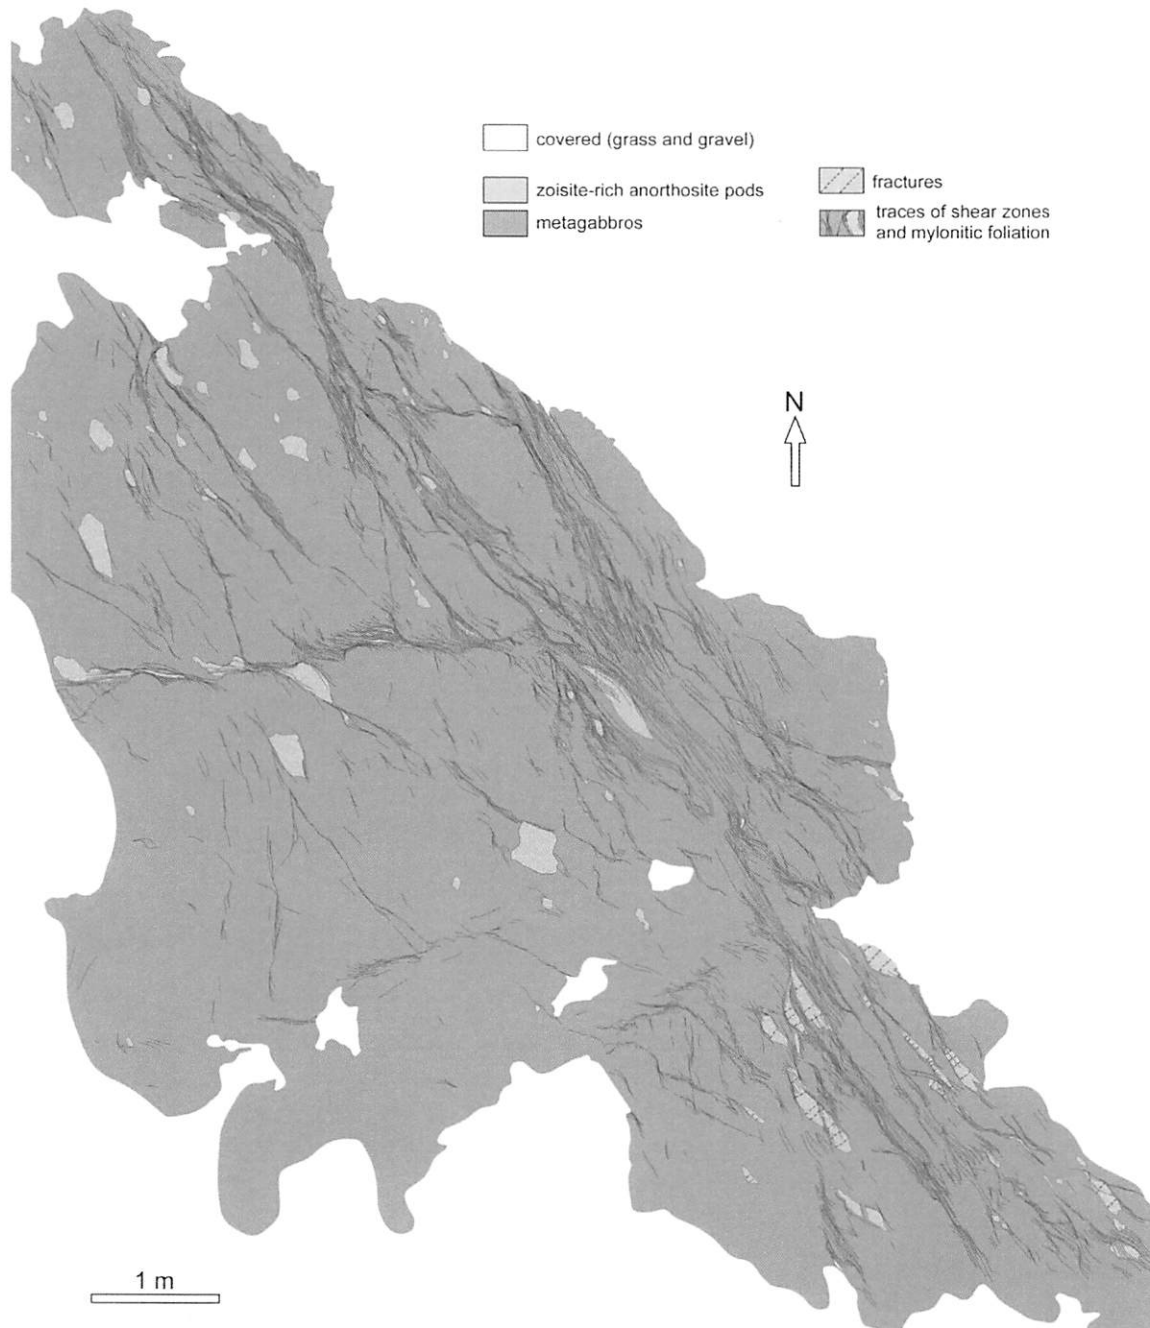 covered (grass and gravel)
zoisite-rich anorthosite pods
metagabbros
fractures
traces of shear zones
and mylonitic foliation
N
1 m